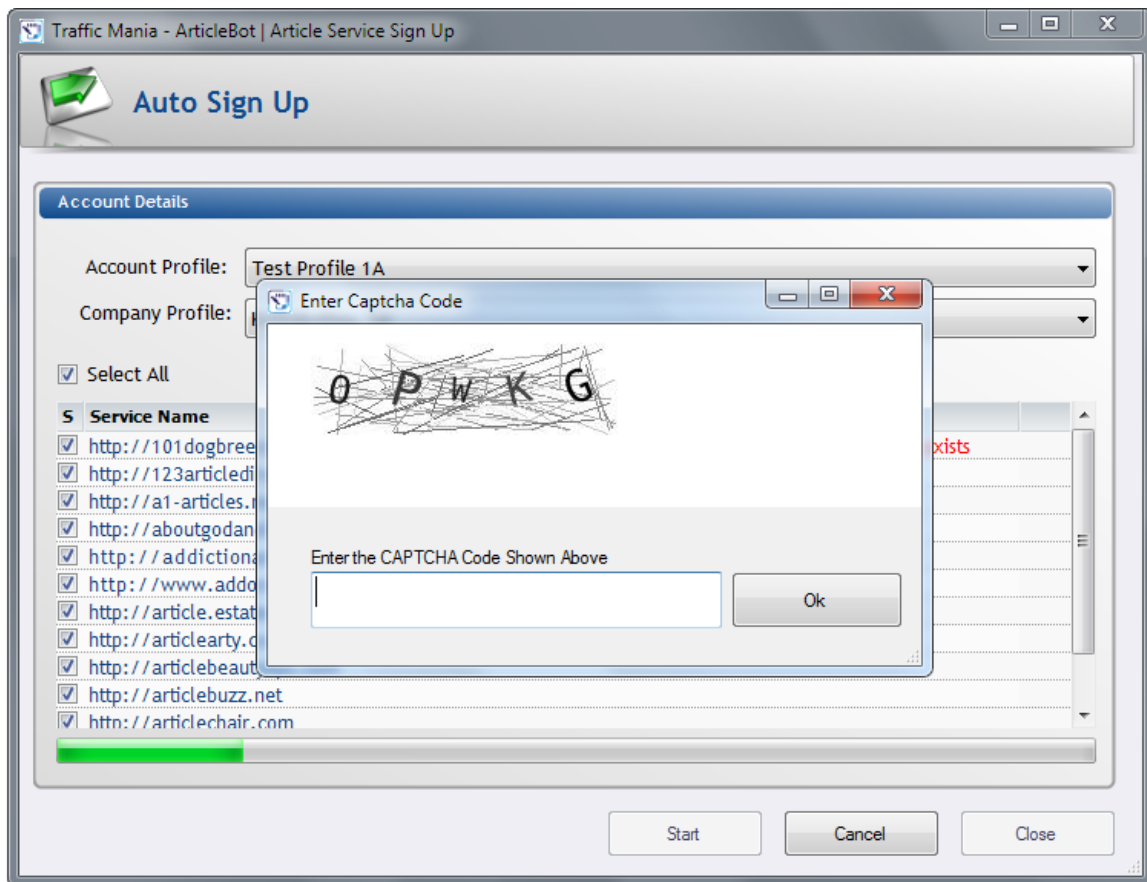 Traffic Mania - ArticleBot | Article Service Sign Up
Auto Sign Up
Account Details
Account Profile: Test Profile 1A
Company Profile:
Enter Captcha Code
OPWKG
Select All
S Service Name
http://101dogbree xists
http://123articledi
http://a1-articles.
http://aboutgodan
http://addictiona
Enter the CAPTCHA Code Shown Above
http://www.addo
Ok
http://article.estat
http://articlearty.
http://articlebeaut
http://articlebuzz.net
http://articlechair.com
Start Cancel Close